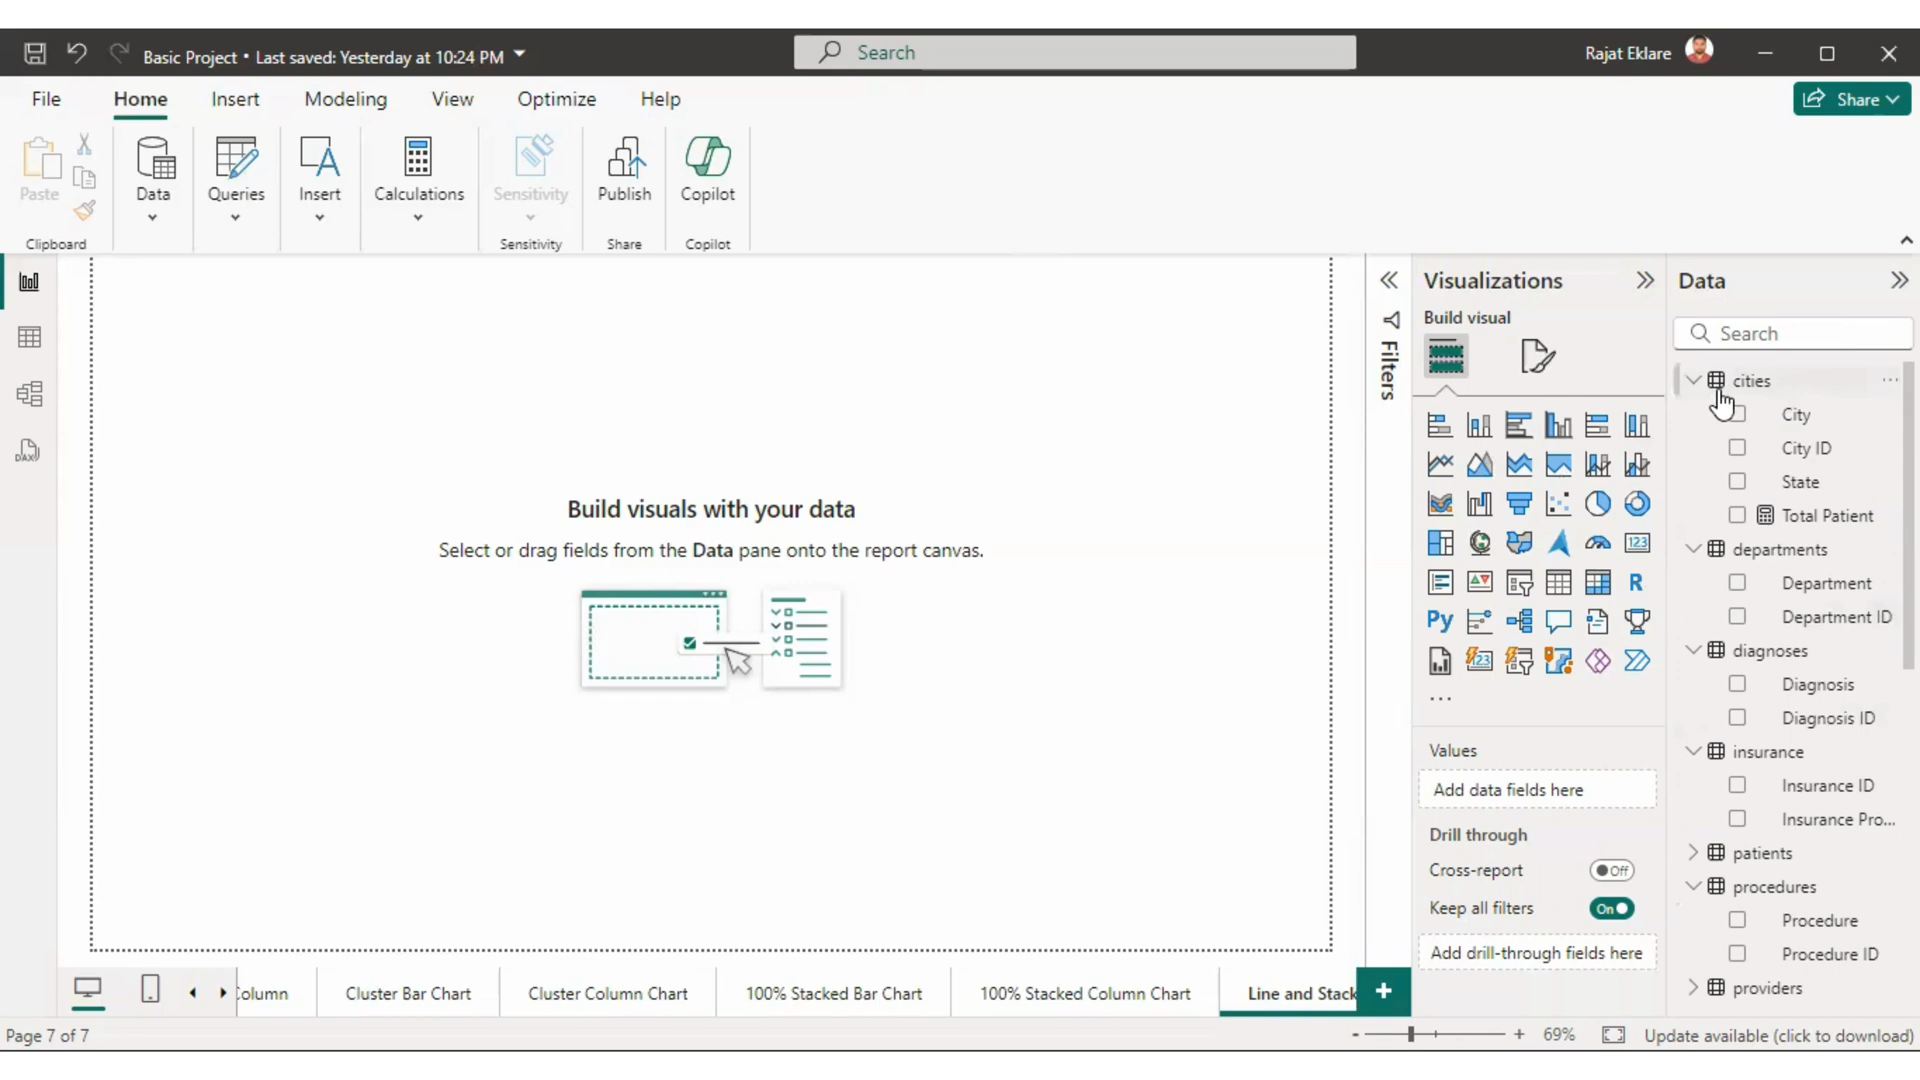 Basic Project • Last saved: Yesterday at 10:24 PM
Search
Rajat Eklare
File Home Insert Modeling View Optimize Help
Share
Paste
Data
Queries
Insert
Calculations
Sensitivity
Publish
Copilot
Clipboard
Sensitivity
Share
Copilot
DAX
Build visuals with your data
Select or drag fields from the Data pane onto the report canvas.
Filters
Visualizations
Build visual
123
R
Py
123
Values
Add data fields here
Drill through
Cross-report
Off
Keep all filters
On
Add drill-through fields here
Data
Search
cities
City
City ID
State
Total Patient
departments
Department
Department ID
diagnoses
Diagnosis
Diagnosis ID
insurance
Insurance ID
Insurance Pro...
patients
procedures
Procedure
Procedure ID
providers
Column
Cluster Bar Chart
Cluster Column Chart
100% Stacked Bar Chart
100% Stacked Column Chart
Line and Stack
Page 7 of 7
69%
Update available (click to download)